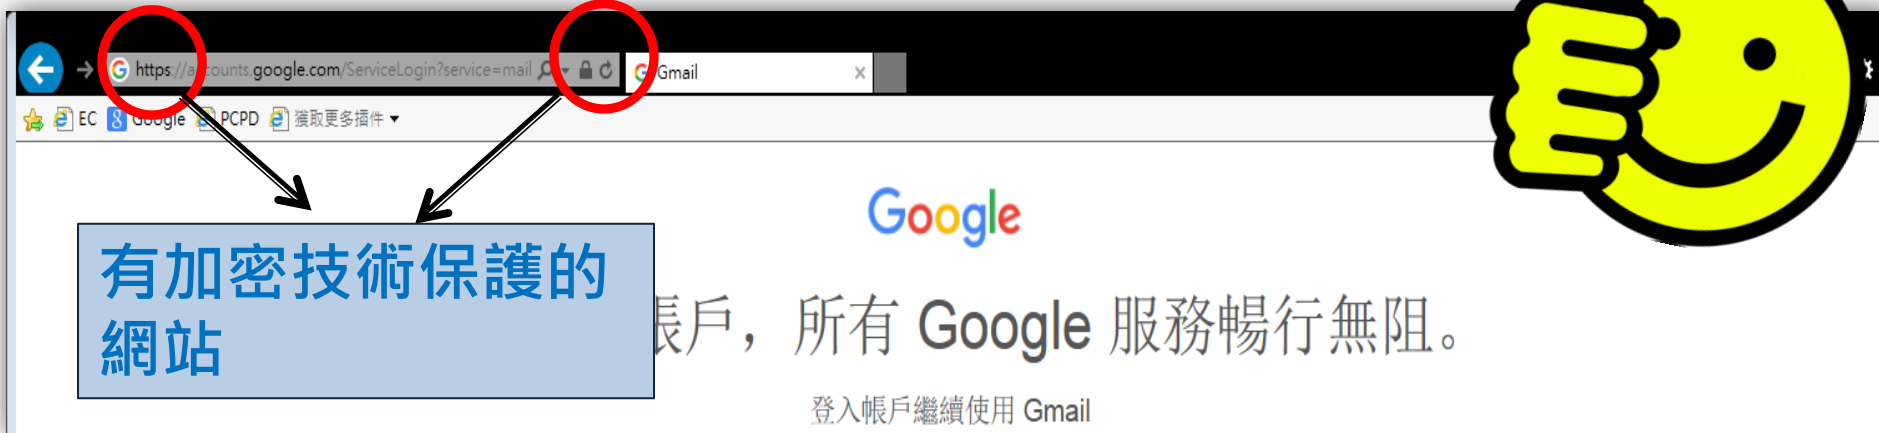 https://accounts.google.com/ServiceLogin?service=mail
Gmail
EC Google PCPD 獲取更多插件
Google
有加密技術保護的
網站
帳戶，所有 Google 服務暢行無阻。
登入帳戶繼續使用 Gmail